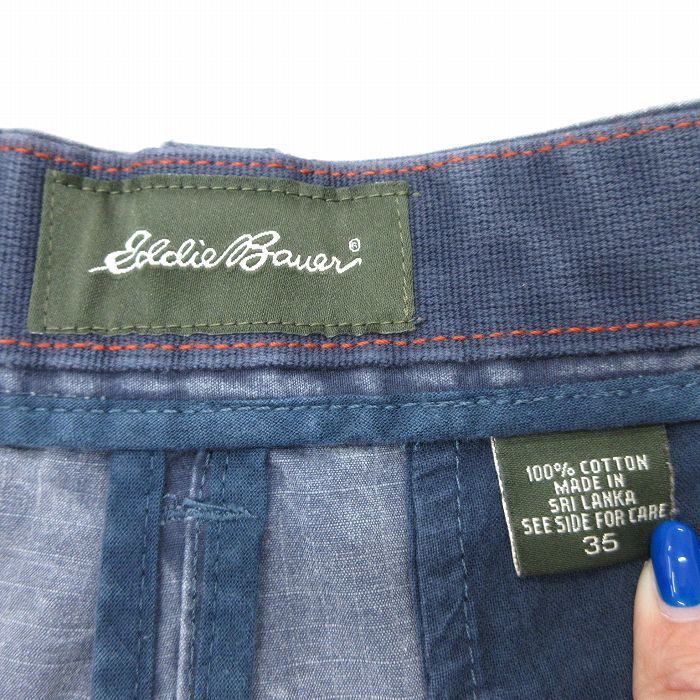 Eddie Bauer®
100% COTTON
MADE IN
SRI LANKA
SEE SIDE FOR CARE
35